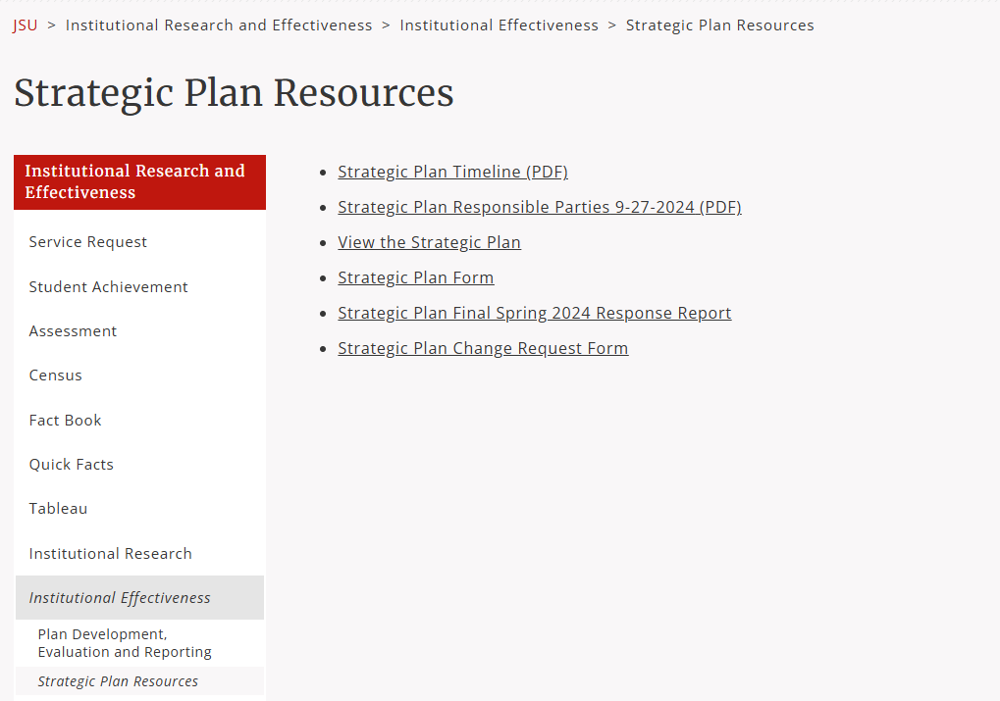 JSU > Institutional Research and Effectiveness > Institutional Effectiveness > Strategic Plan Resources
Strategic Plan Resources
Institutional Research and
Effectiveness
Service Request
Student Achievement
Assessment
Census
Fact Book
Quick Facts
Tableau
Institutional Research
Institutional Effectiveness
Plan Development,
Evaluation and Reporting
Strategic Plan Resources
Strategic Plan Timeline (PDF)
Strategic Plan Responsible Parties 9-27-2024 (PDF)
View the Strategic Plan
Strategic Plan Form
Strategic Plan Final Spring 2024 Response Report
Strategic Plan Change Request Form